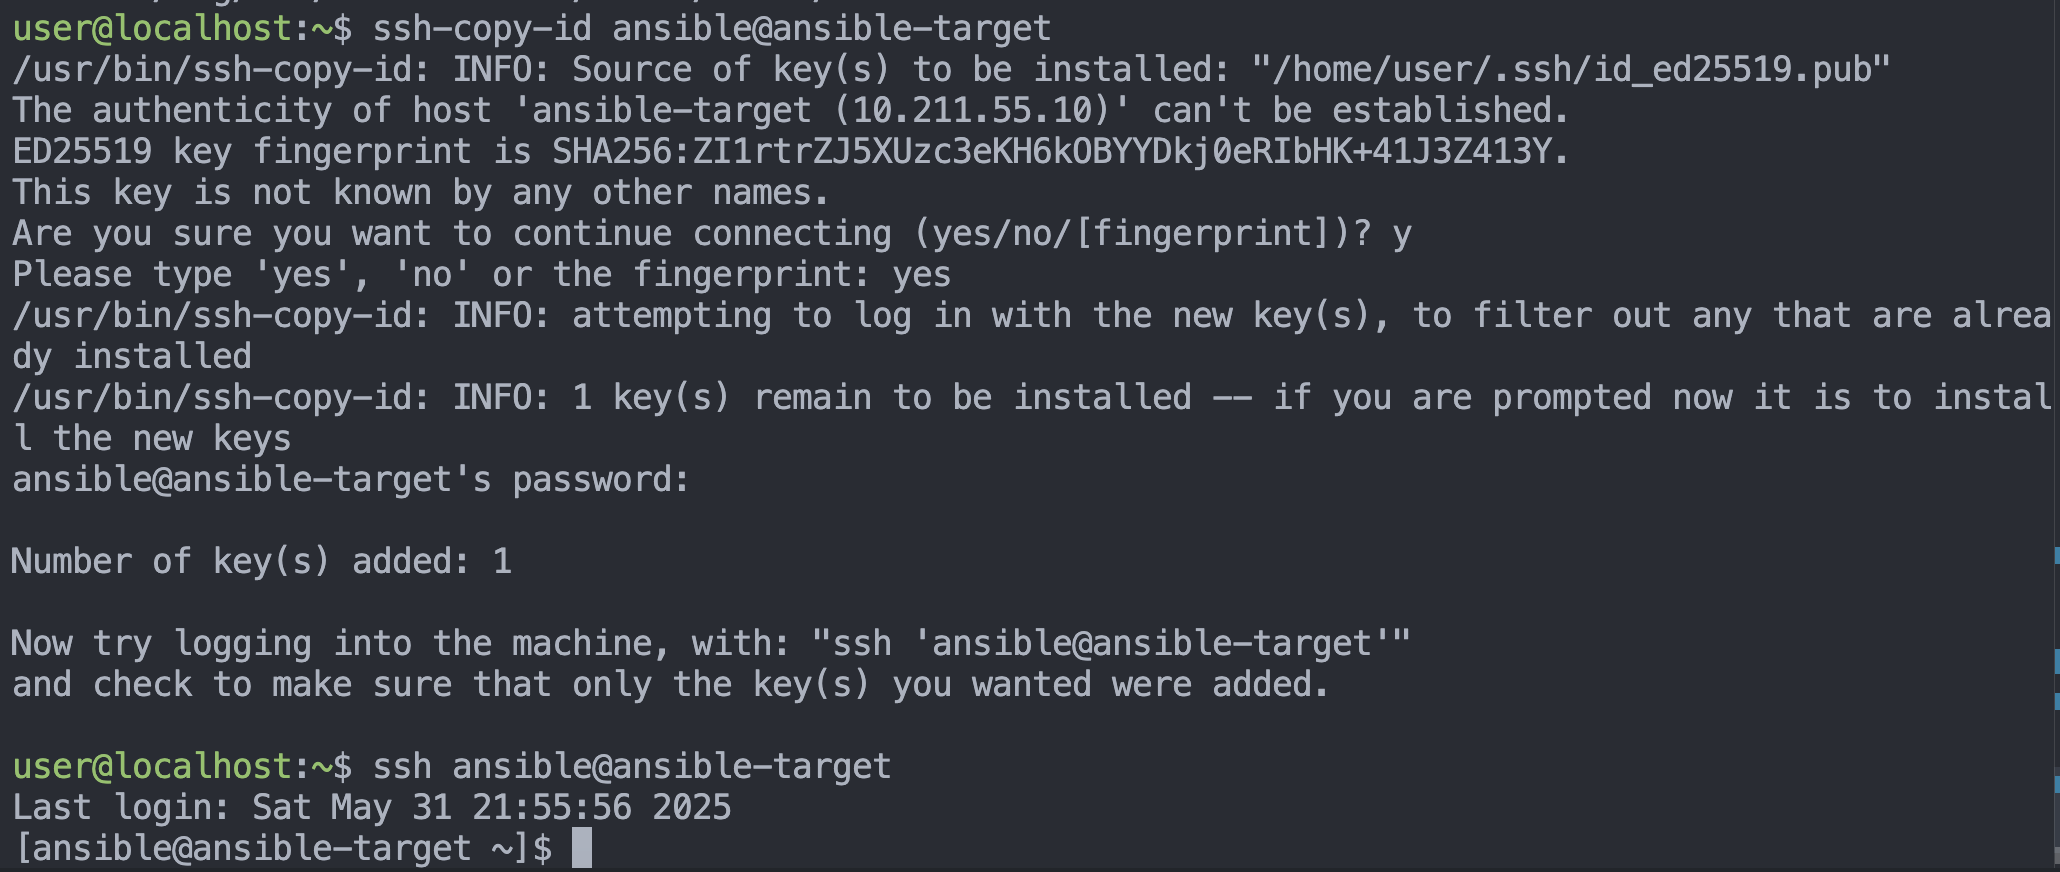 user@localhost:~$ ssh-copy-id ansible@ansible-target
/usr/bin/ssh-copy-id: INFO: Source of key(s) to be installed: "/home/user/.ssh/id_ed25519.pub"
The authenticity of host 'ansible-target (10.211.55.10)' can't be established.
ED25519 key fingerprint is SHA256:ZI1rtrZJ5XUzc3eKH6kOBYYDkj0eRIbHK+41J3Z413Y.
This key is not known by any other names.
Are you sure you want to continue connecting (yes/no/[fingerprint])? y
Please type 'yes', 'no' or the fingerprint: yes
/usr/bin/ssh-copy-id: INFO: attempting to log in with the new key(s), to filter out any that are alrea
dy installed
/usr/bin/ssh-copy-id: INFO: 1 key(s) remain to be installed -- if you are prompted now it is to instal
l the new keys
ansible@ansible-target's password:
Number of key(s) added: 1
Now try logging into the machine, with: "ssh 'ansible@ansible-target'"
and check to make sure that only the key(s) you wanted were added.
user@localhost:~$ ssh ansible@ansible-target
Last login: Sat May 31 21:55:56 2025
[ansible@ansible-target ~]$